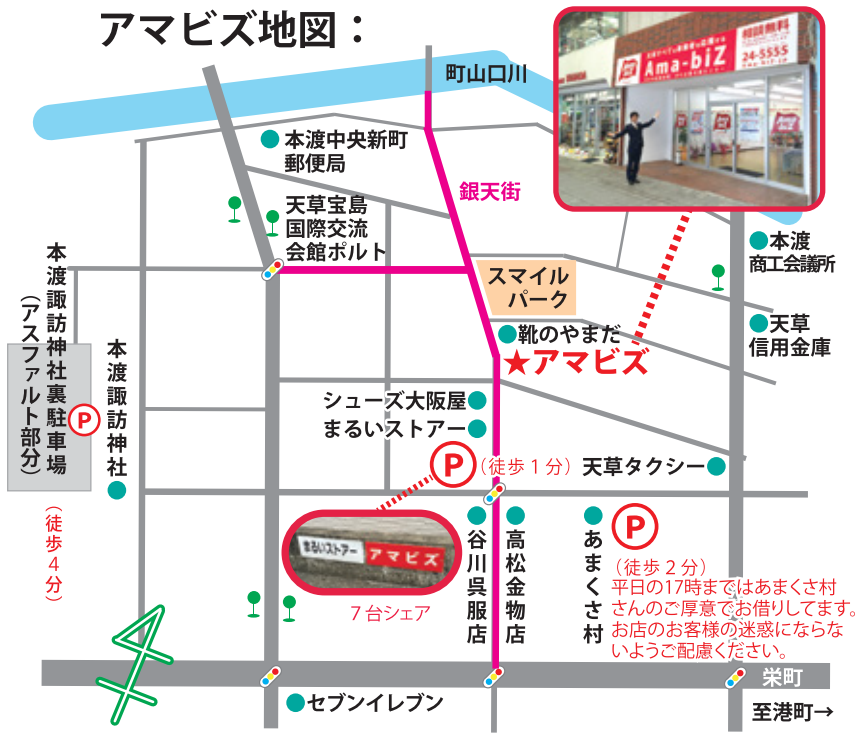 アマビズ地図：
町山口川
相談無料
Ama-biZ
24-5555
本渡中央新町
郵便局
銀天街
天草宝島
国際交流
会館ポルト
本渡
商工会議所
スマイル
パーク
天草
信用金庫
靴のやまだ
★アマビズ
本渡諏訪神社裏駐車場
（アスファルト部分）
P
（徒歩４分）
本渡諏訪神社
シューズ大阪屋
まるいストアー
P
（徒歩１分）
天草タクシー
まるいストアー
アマビズ
７台シェア
谷川呉服店
高松金物店
あまくさ村
P
（徒歩２分）
平日の17時まではあまくさ村
さんのご厚意でお借りしてます。
お店のお客様の迷惑にならな
いようご配慮ください。
栄町
セブンイレブン
至港町→